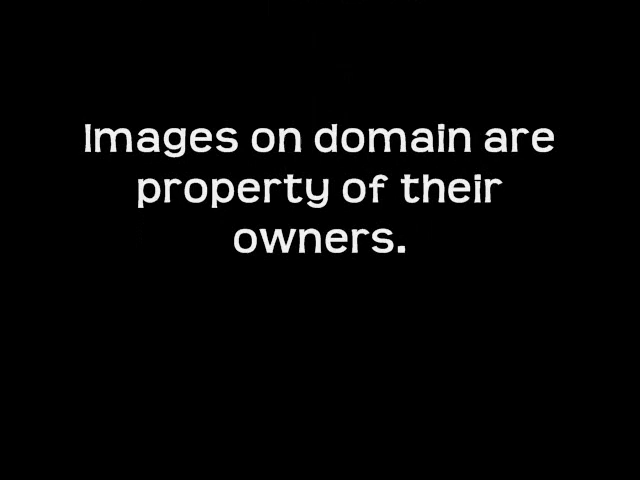 Images on domain are
property of their
owners.